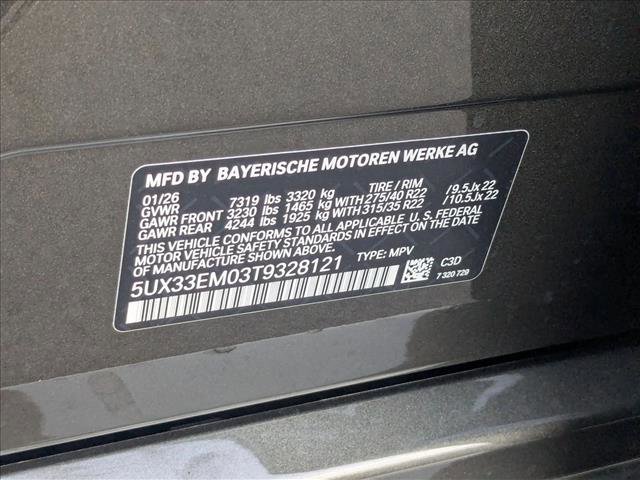 MFD BY BAYERISCHE MOTOREN WERKE AG
01/26 TIRE / RIM
GVWR 7319 lbs 3320 kg
GAWR FRONT 3230 lbs 1465 kg WITH 275/40 R22 /9.5Jx22
GAWR REAR 4244 lbs 1925 kg WITH 315/35 R22 /10.5Jx22
THIS VEHICLE CONFORMS TO ALL APPLICABLE U. S. FEDERAL
MOTOR VEHICLE SAFETY STANDARDS IN EFFECT ON THE DATE
OF MANUFACTURE SHOWN ABOVE.
5UX33EM03T9328121 TYPE: MPV C3D
7 320 729